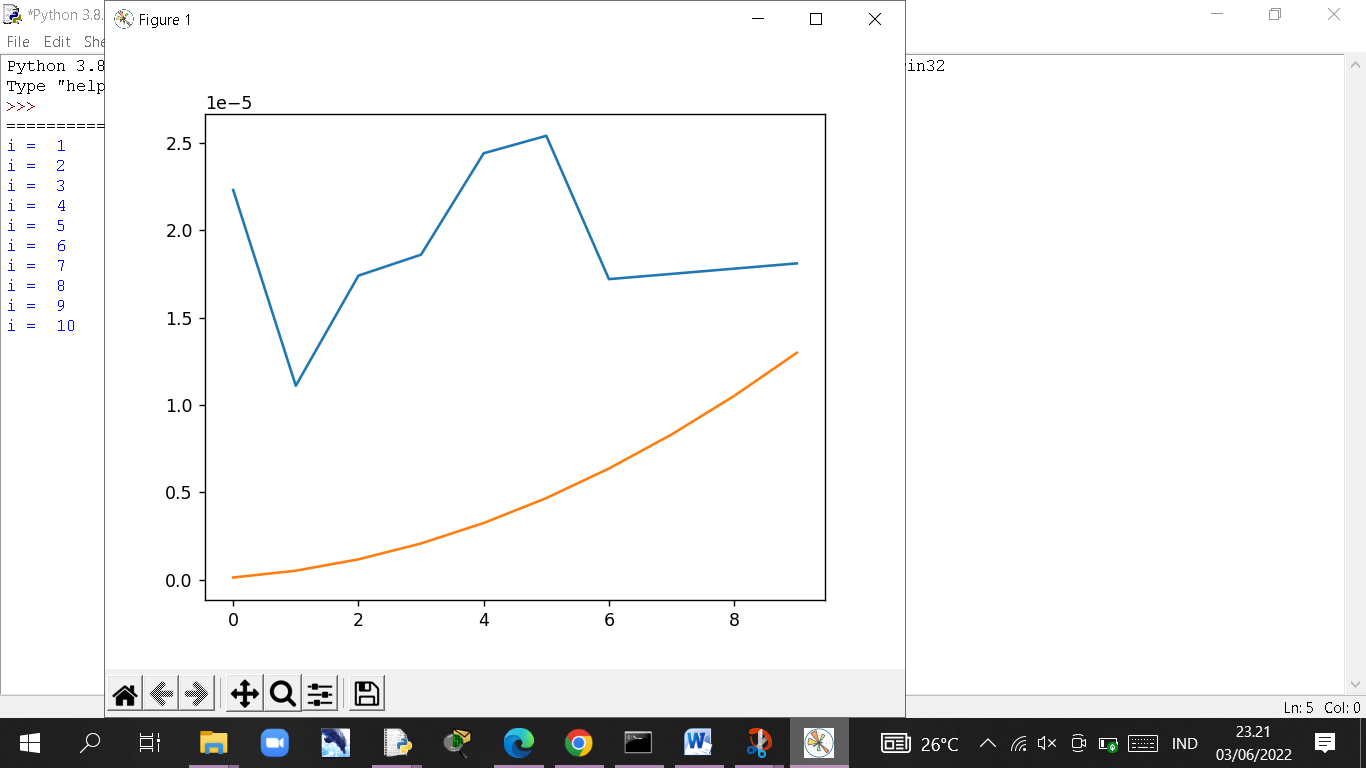 *Python 3.8.
File Edit She
Python 3.8
in32
Type "help
>>>
===========
i = 1
i = 2
i = 3
i = 4
i = 5
i = 6
i = 7
i = 8
i = 9
i = 10
Figure 1
1e−5
2.5
2.0
1.5
1.0
0.5
0.0
0 2 4 6 8
Ln: 5 Col: 0
26°C
IND
23.21
03/06/2022